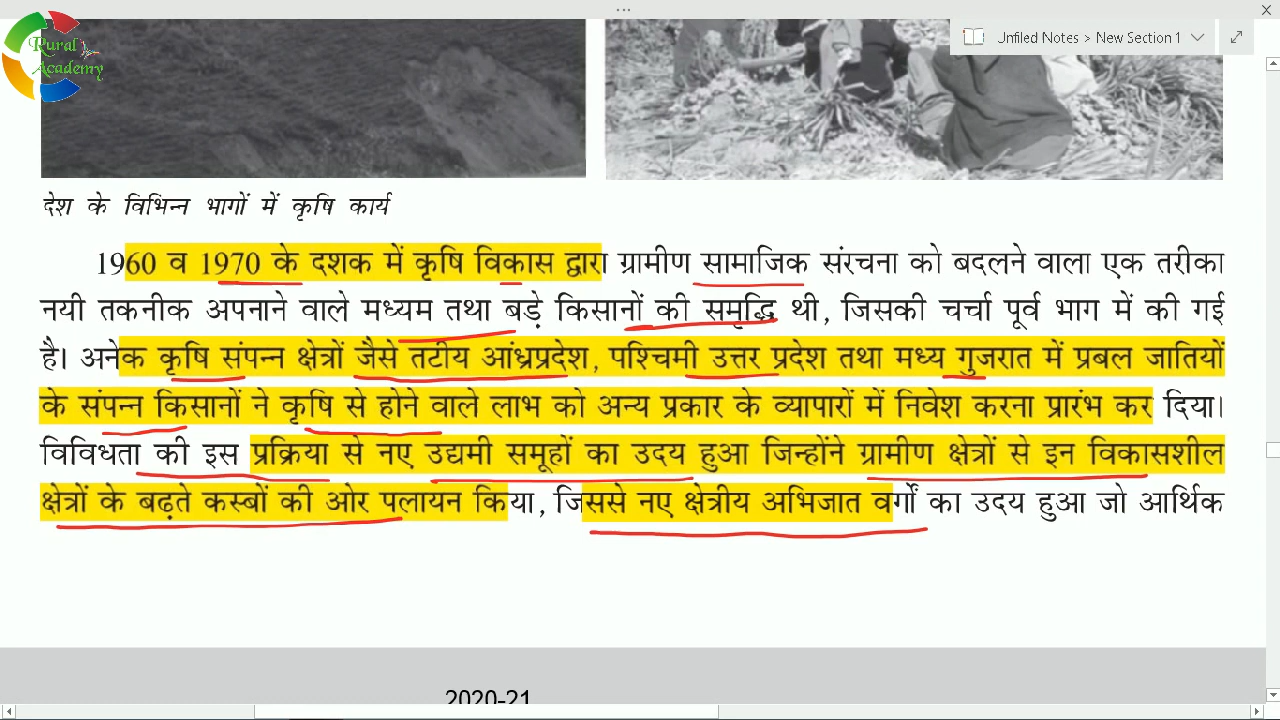 Rural
Academy
Unfiled Notes > New Section 1
देश के विभिन्न भागों में कृषि कार्य
1960 व 1970 के दशक में कृषि विकास द्वारा ग्रामीण सामाजिक संरचना को बदलने वाला एक तरीका
नयी तकनीक अपनाने वाले मध्यम तथा बड़े किसानों की समृद्धि थी, जिसकी चर्चा पूर्व भाग में की गई
है। अनेक कृषि संपन्न क्षेत्रों जैसे तटीय आंध्रप्रदेश, पश्चिमी उत्तर प्रदेश तथा मध्य गुजरात में प्रबल जातियों
के संपन्न किसानों ने कृषि से होने वाले लाभ को अन्य प्रकार के व्यापारों में निवेश करना प्रारंभ कर दिया।
विविधता की इस प्रक्रिया से नए उद्यमी समूहों का उदय हुआ जिन्होंने ग्रामीण क्षेत्रों से इन विकासशील
क्षेत्रों के बढ़ते कस्बों की ओर पलायन किया, जिससे नए क्षेत्रीय अभिजात वर्गों का उदय हुआ जो आर्थिक
2020-21